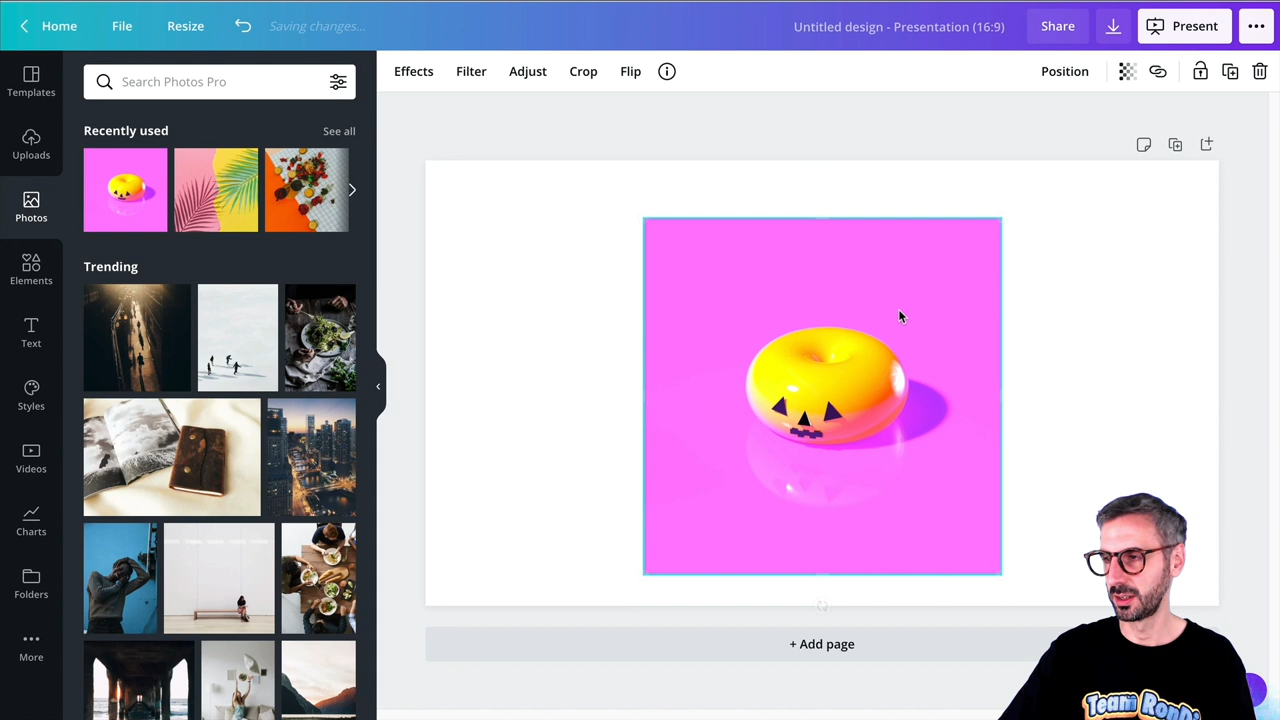 Home File Resize Saving changes... Untitled design - Presentation (16:9) Share Present
Effects Filter Adjust Crop Flip Position
Templates
Uploads
Photos
Elements
Text
Styles
Videos
Charts
Folders
More
Search Photos Pro
Recently used See all
Trending
+ Add page
Team